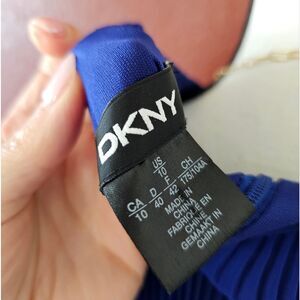 DKNY
US CH
10 175/104A
CA D F
10 40 42
MADE IN
CHINA
FABRIQUÉ EN
CHINE
GEMAAKT IN
CHINA